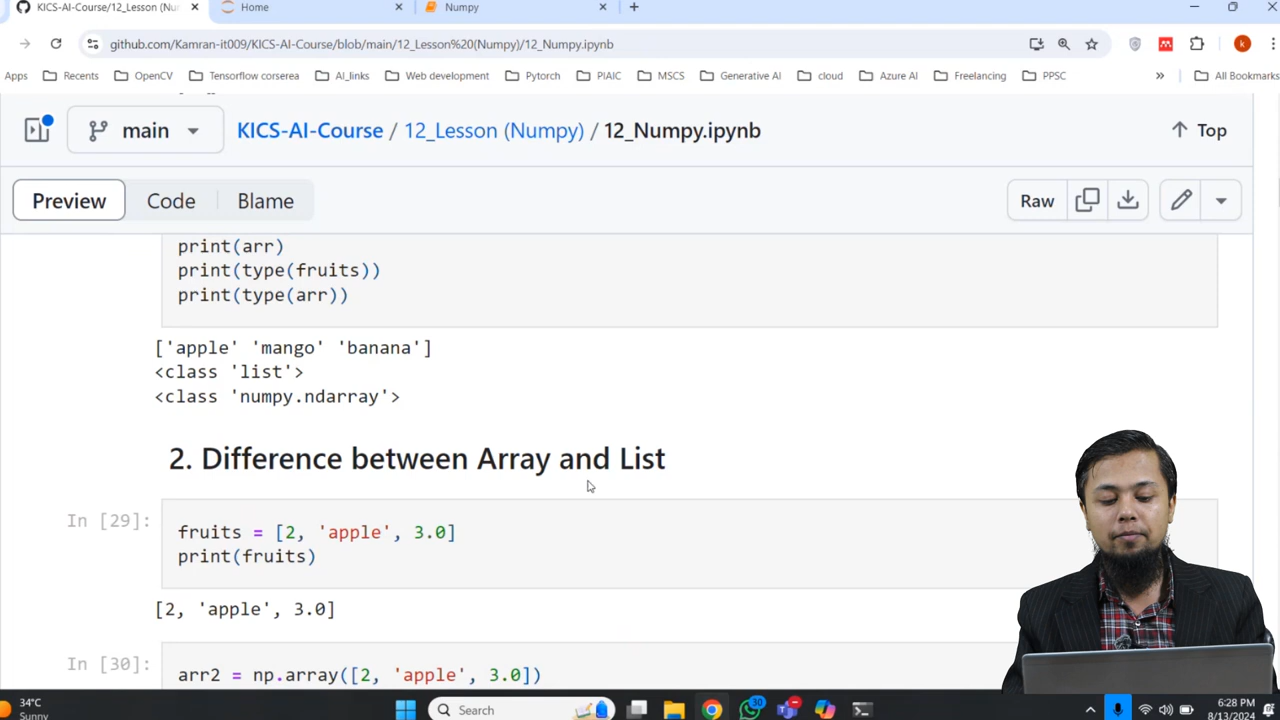 KICS-AI-Course/12_Lesson (Nu
Home
Numpy
github.com/Kamran-it009/KICS-AI-Course/blob/main/12_Lesson%20(Numpy)/12_Numpy.ipynb
k
Apps
Recents
OpenCV
Tensorflow corsera
AI_links
Web development
Pytorch
PIAIC
MSCS
Generative AI
cloud
Azure AI
Freelancing
PPSC
All Bookmarks
main
KICS-AI-Course / 12_Lesson (Numpy) / 12_Numpy.ipynb
Top
Preview
Code
Blame
Raw
print(arr)
print(type(fruits))
print(type(arr))
['apple' 'mango' 'banana']
<class 'list'>
<class 'numpy.ndarray'>
2. Difference between Array and List
In [29]:
fruits = [2, 'apple', 3.0]
print(fruits)
[2, 'apple', 3.0]
In [30]:
arr2 = np.array([2, 'apple', 3.0])
34°C
Sunny
Search
30
6:28 PM
8/13/2024